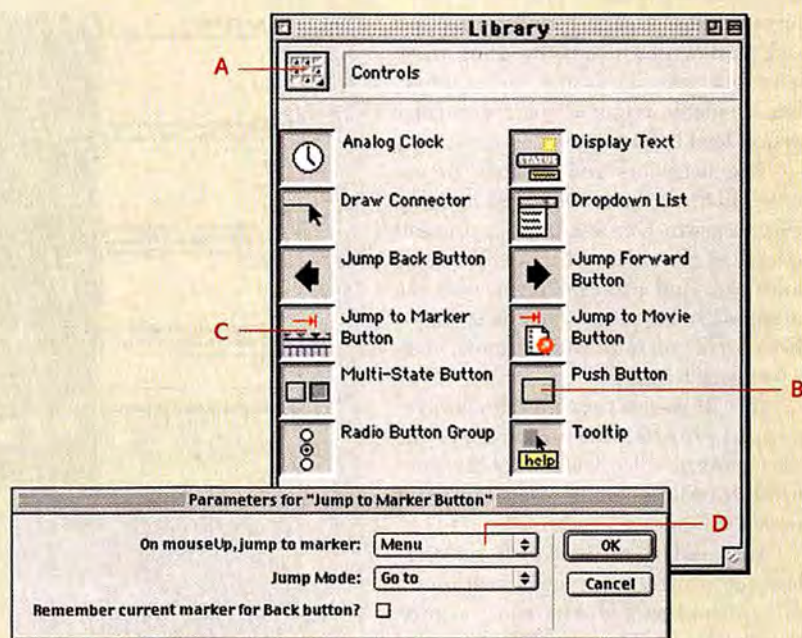 Library
A
Controls
Analog Clock
Display Text
Draw Connector
Dropdown List
Jump Back Button
Jump Forward
Button
C
Jump to Marker
Button
Jump to Movie
Button
Multi-State Button
Push Button
B
Radio Button Group
Tooltip
help
Parameters for "Jump to Marker Button"
On mouseUp, jump to marker:
Menu
D
OK
Jump Mode:
Go to
Cancel
Remember current marker for Back button?